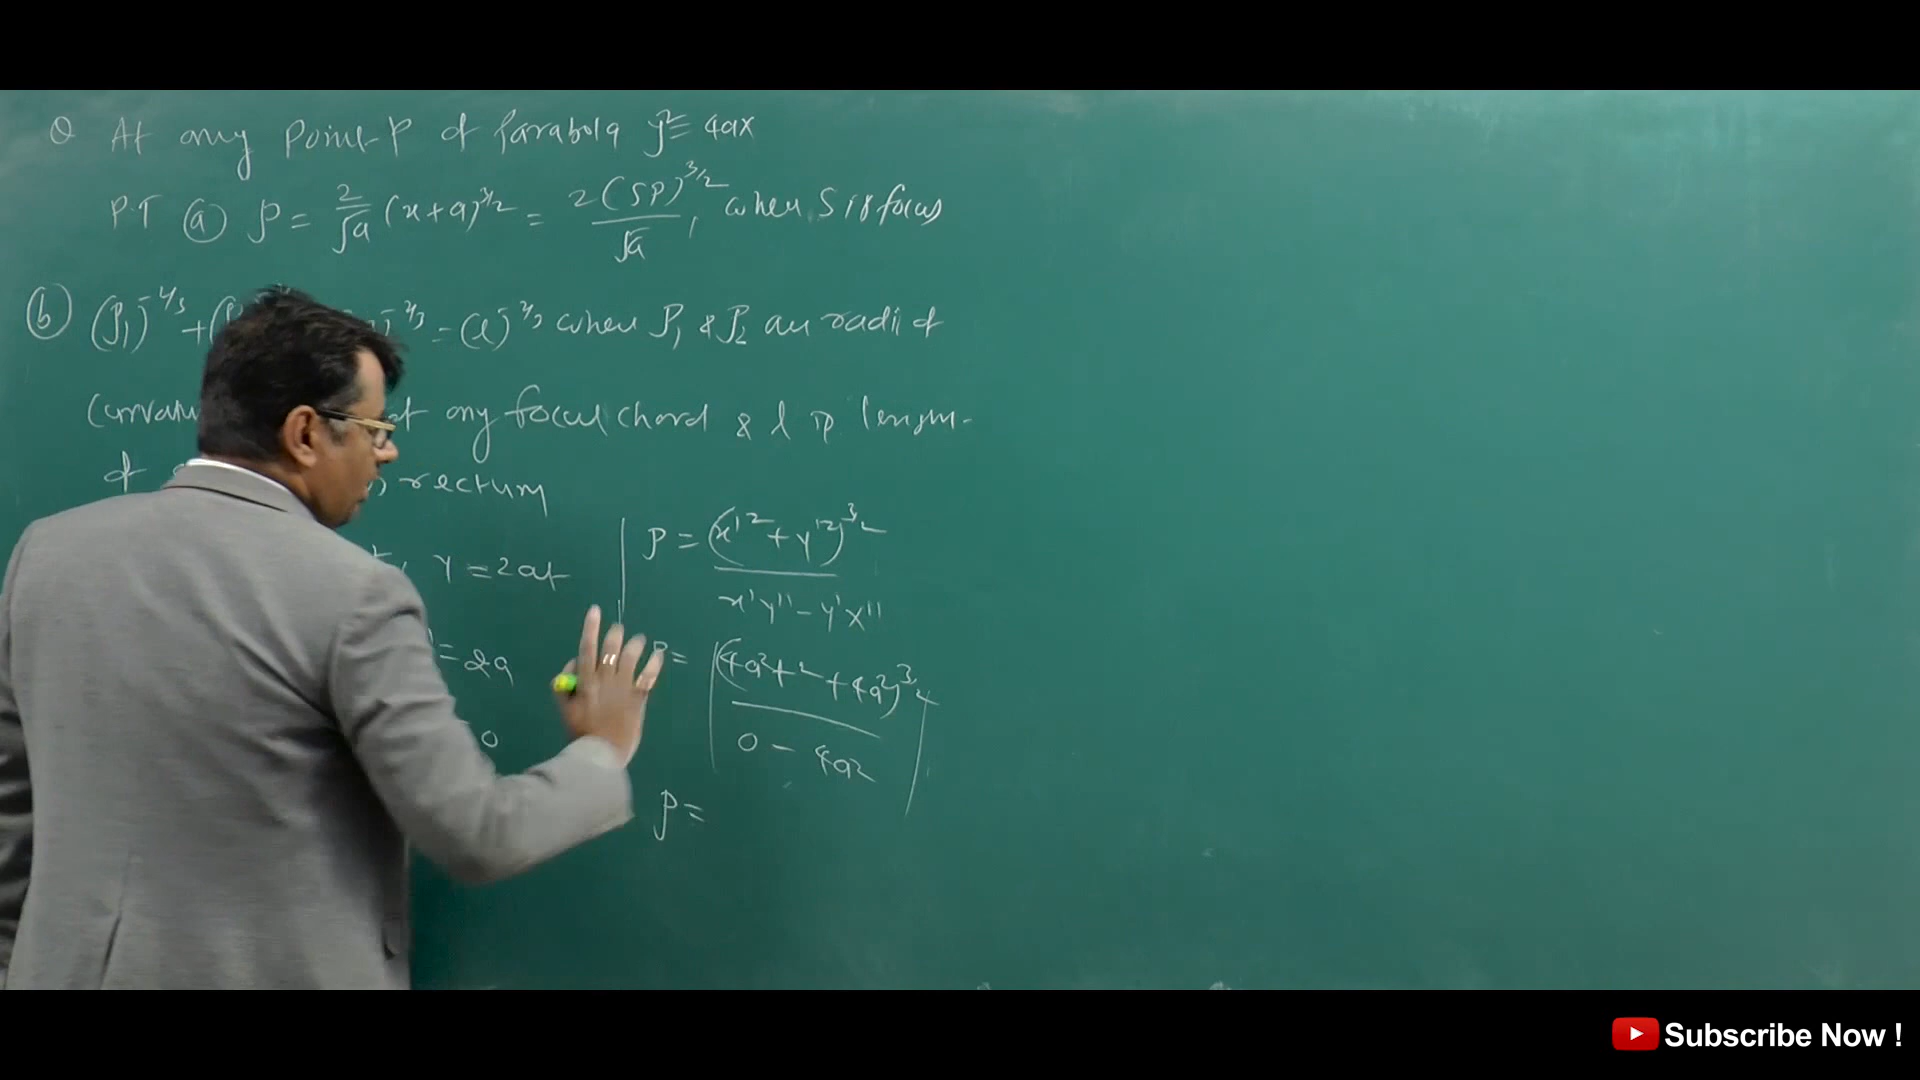 Q At any Point P of Parabola y² = 4ax
P.T (a) ρ = 2/√a (x+a)^3/2 = 2(SP)^3/2/√a, when S is focus
(b) (ρ₁)^-2/3 + = (l)^-2/3 when ρ₁ & ρ₂ are radii of
at any focal chord & l is length
of rectum
y = 2at
ρ = (x'² + y'²)^3/2 / x'y'' - y'x''
= 2a
ρ = |(4a²t² + 4a²)^3/2 / 0 - 4a²|
0
ρ =
Subscribe Now !